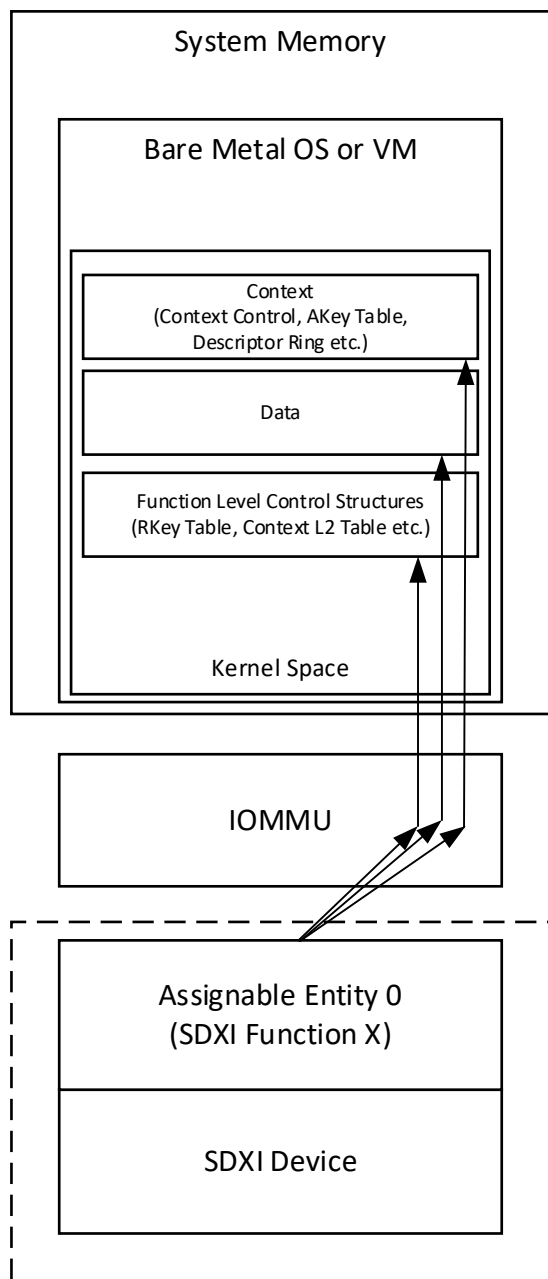 System Memory
Bare Metal OS or VM
Context
(Context Control, AKey Table,
Descriptor Ring etc.)
Data
Function Level Control Structures
(RKey Table, Context L2 Table etc.)
Kernel Space
IOMMU
Assignable Entity 0
(SDXI Function X)
SDXI Device